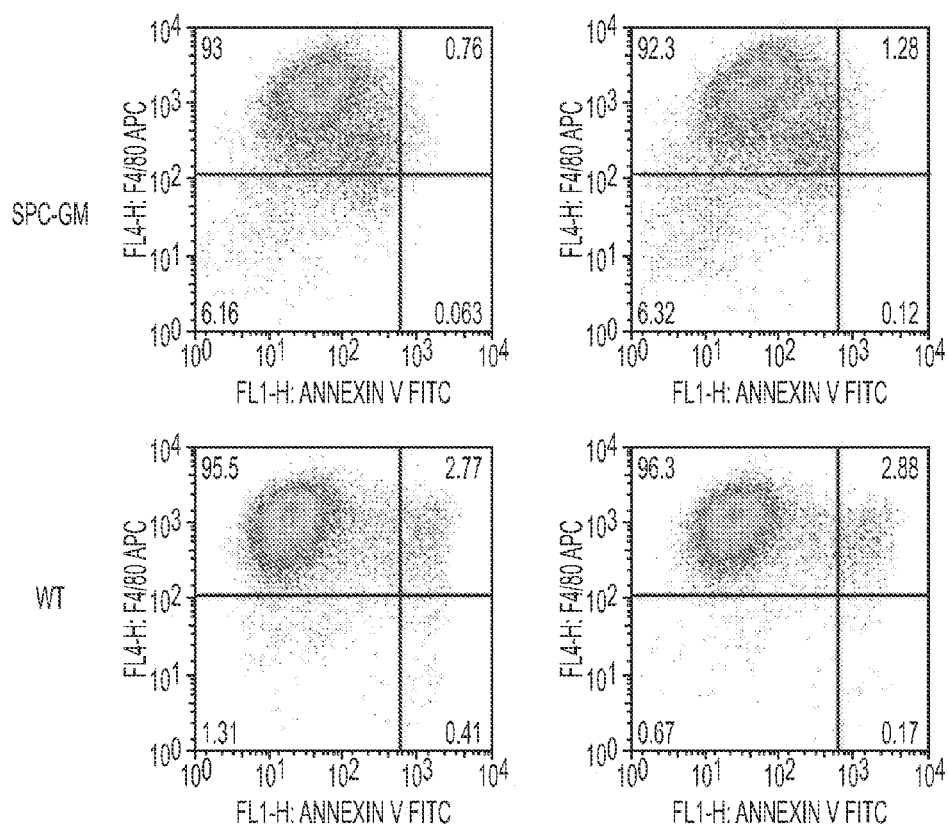 SPC-GM
FL4-H: F4/80 APC
10⁴
10³
10²
10¹
10⁰
93
0.76
6.16
0.063
10⁰ 10¹ 10² 10³ 10⁴
FL1-H: ANNEXIN V FITC
FL4-H: F4/80 APC
10⁴
10³
10²
10¹
10⁰
92.3
1.28
6.32
0.12
10⁰ 10¹ 10² 10³ 10⁴
FL1-H: ANNEXIN V FITC
WT
FL4-H: F4/80 APC
10⁴
10³
10²
10¹
10⁰
95.5
2.77
1.31
0.41
10⁰ 10¹ 10² 10³ 10⁴
FL1-H: ANNEXIN V FITC
FL4-H: F4/80 APC
10⁴
10³
10²
10¹
10⁰
96.3
2.88
0.67
0.17
10⁰ 10¹ 10² 10³ 10⁴
FL1-H: ANNEXIN V FITC